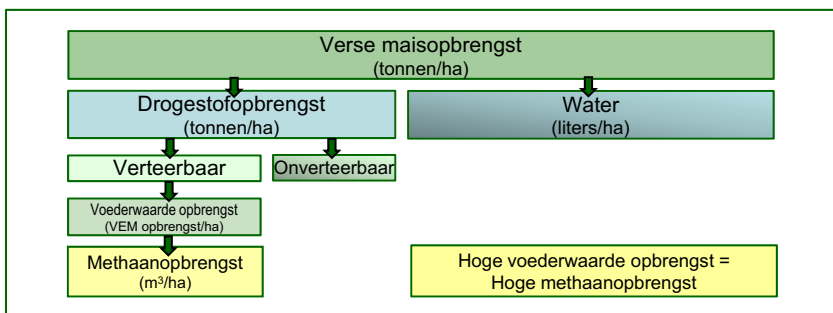 Verse maisopbrengst
(tonnen/ha)
Drogestofopbrengst
(tonnen/ha)
Water
(liters/ha)
Verteerbaar
Onverteerbaar
Voederwaarde opbrengst
(VEM opbrengst/ha)
Methaanopbrengst
(m³/ha)
Hoge voederwaarde opbrengst =
Hoge methaanopbrengst